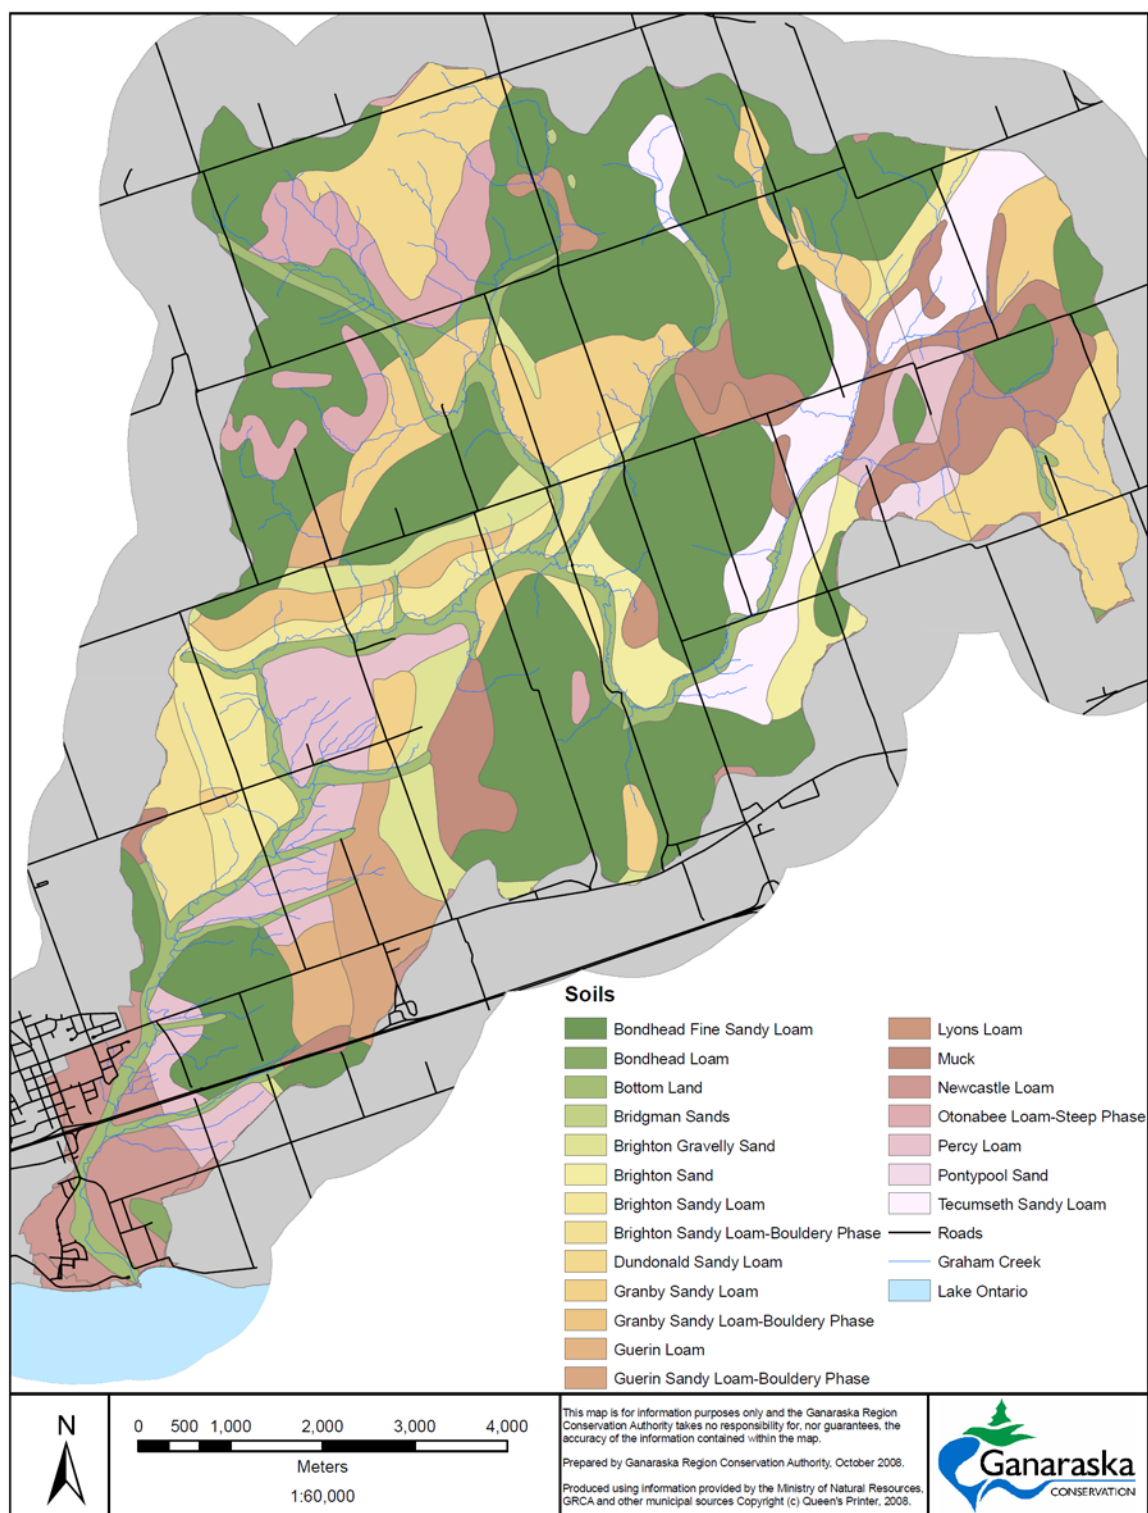 Soils
Bondhead Fine Sandy Loam
Bondhead Loam
Bottom Land
Bridgman Sands
Brighton Gravelly Sand
Brighton Sand
Brighton Sandy Loam
Brighton Sandy Loam-Bouldery Phase
Dundonald Sandy Loam
Granby Sandy Loam
Granby Sandy Loam-Bouldery Phase
Guerin Loam
Guerin Sandy Loam-Bouldery Phase
Lyons Loam
Muck
Newcastle Loam
Otonabee Loam-Steep Phase
Percy Loam
Pontypool Sand
Tecumseth Sandy Loam
Roads
Graham Creek
Lake Ontario
N
0 500 1,000 2,000 3,000 4,000
Meters
1:60,000
This map is for information purposes only and the Ganaraska Region
Conservation Authority takes no responsibility for, nor guarantees, the
accuracy of the information contained within the map.
Prepared by Ganaraska Region Conservation Authority, October 2008.
Produced using information provided by the Ministry of Natural Resources,
GRCA and other municipal sources Copyright (c) Queen's Printer, 2008.
Ganaraska
CONSERVATION